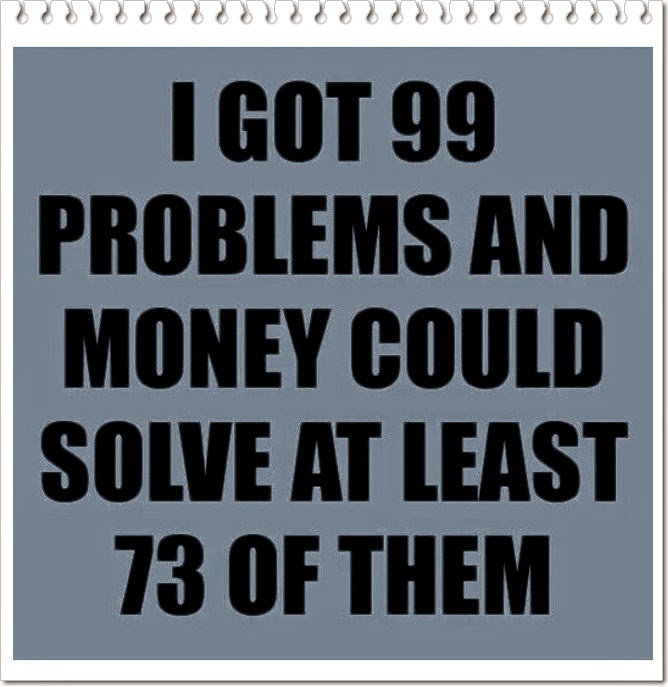 I GOT 99
PROBLEMS AND
MONEY COULD
SOLVE AT LEAST
73 OF THEM